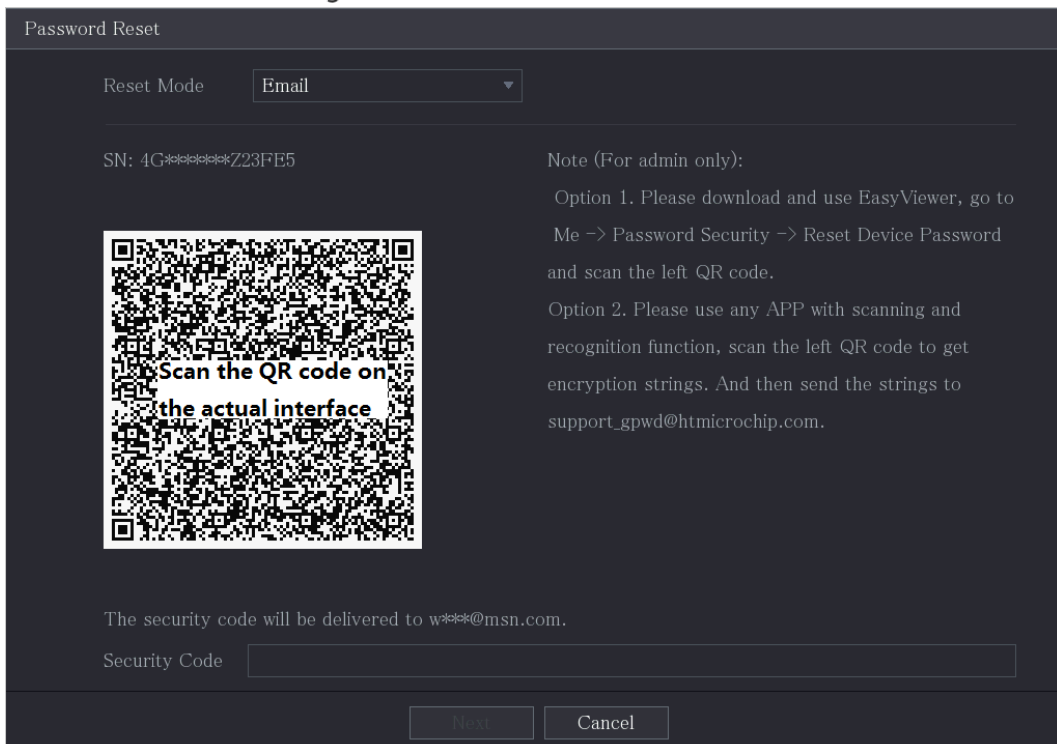 Password Reset
Reset Mode Email
SN: 4G*******Z23FE5
Note (For admin only):
Option 1. Please download and use EasyViewer, go to
Me -> Password Security -> Reset Device Password
and scan the left QR code.
Option 2. Please use any APP with scanning and
recognition function, scan the left QR code to get
encryption strings. And then send the strings to
support_gpwd@htmicrochip.com.
Scan the QR code on
the actual interface
The security code will be delivered to w***@msn.com.
Security Code
Next Cancel